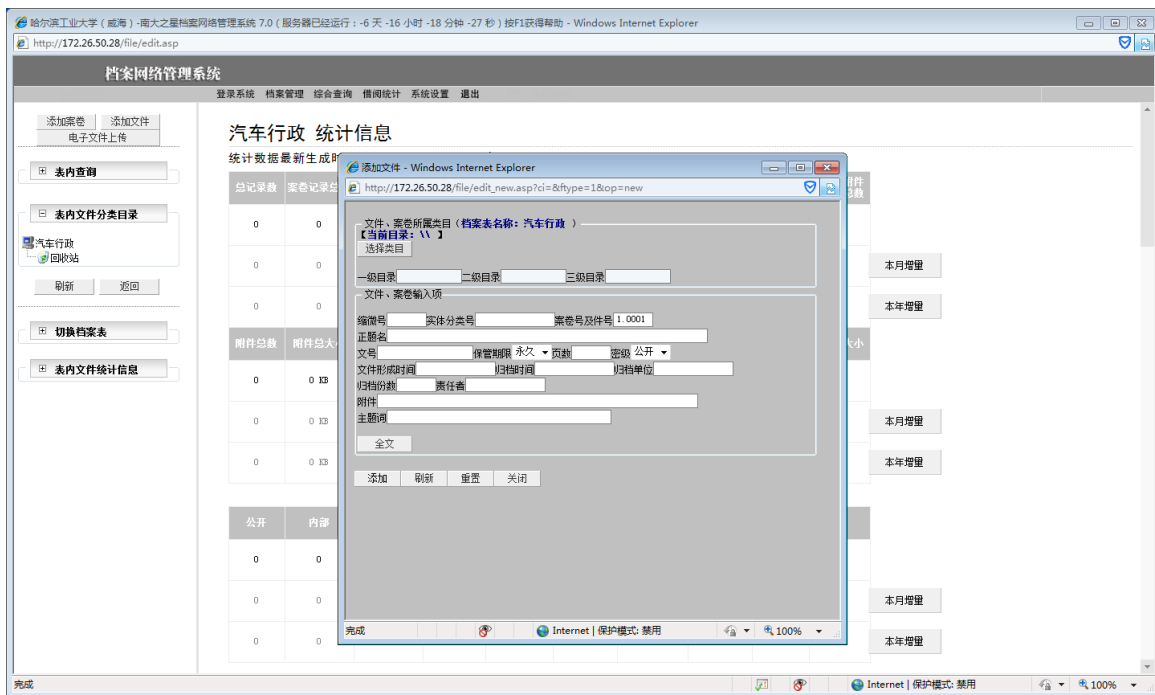 哈尔滨工业大学 ( 威海 ) -南大之星档案网络管理系统 7.0 ( 服务器已经运行 : -6 天 -16 小时 -18 分钟 -27 秒 ) 按F1获得帮助 - Windows Internet Explorer
http://172.26.50.28/file/edit.asp
档案网络管理系统
登录系统 档案管理 综合查询 借阅统计 系统设置 退出
添加案卷 添加文件
电子文件上传
表内查询
表内文件分类目录
汽车行政
回收站
刷新 返回
切换档案表
表内文件统计信息
汽车行政 统计信息
统计数据最新生成时
总记录数 案卷记录总 附件总数
0 0
0 0 本月增量
0 0 本年增量
附件总数 附件总大小 大小
0 0 KB
0 0 KB 本月增量
0 0 KB 本年增量
公开 内部
0 0
0 0 本月增量
0 0 本年增量
添加文件 - Windows Internet Explorer
http://172.26.50.28/file/edit_new.asp?ci=&ftype=1&op=new
文件、案卷所属类目（档案表名称：汽车行政 ）
【当前目录：\\ 】
选择类目
一级目录 二级目录 三级目录
文件、案卷输入项
缩微号 实体分类号 案卷号及件号 1.0001
正题名
文号 保管期限 永久 页数 密级 公开
文件形成时间 归档时间 归档单位
归档份数 责任者
附件
主题词
全文
添加 刷新 重置 关闭
完成 Internet | 保护模式: 禁用 100%
完成 Internet | 保护模式: 禁用 100%